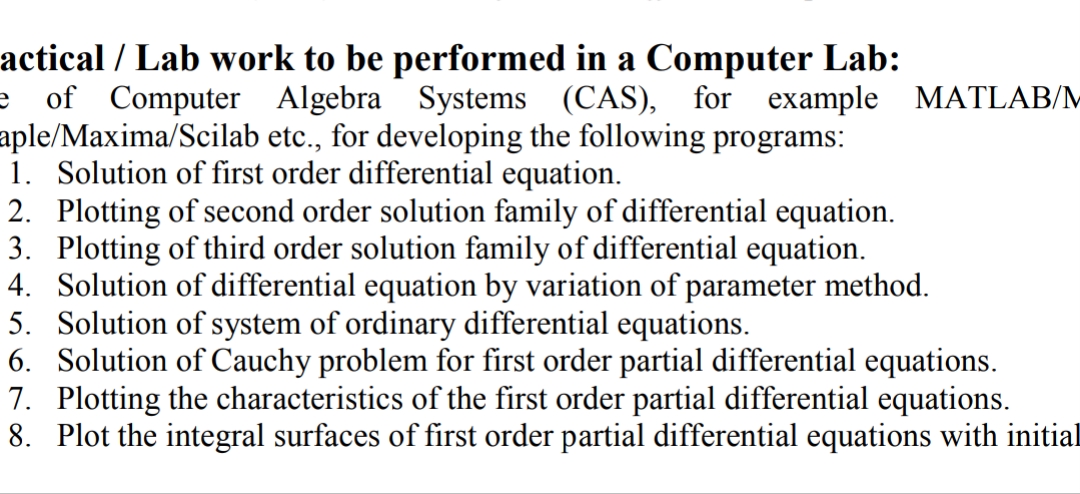 actical / Lab work to be performed in a Computer Lab:
e of Computer Algebra Systems (CAS), for example MATLAB/M
aple/Maxima/Scilab etc., for developing the following programs:
1. Solution of first order differential equation.
2. Plotting of second order solution family of differential equation.
3. Plotting of third order solution family of differential equation.
4. Solution of differential equation by variation of parameter method.
5. Solution of system of ordinary differential equations.
6. Solution of Cauchy problem for first order partial differential equations.
7. Plotting the characteristics of the first order partial differential equations.
8. Plot the integral surfaces of first order partial differential equations with initial